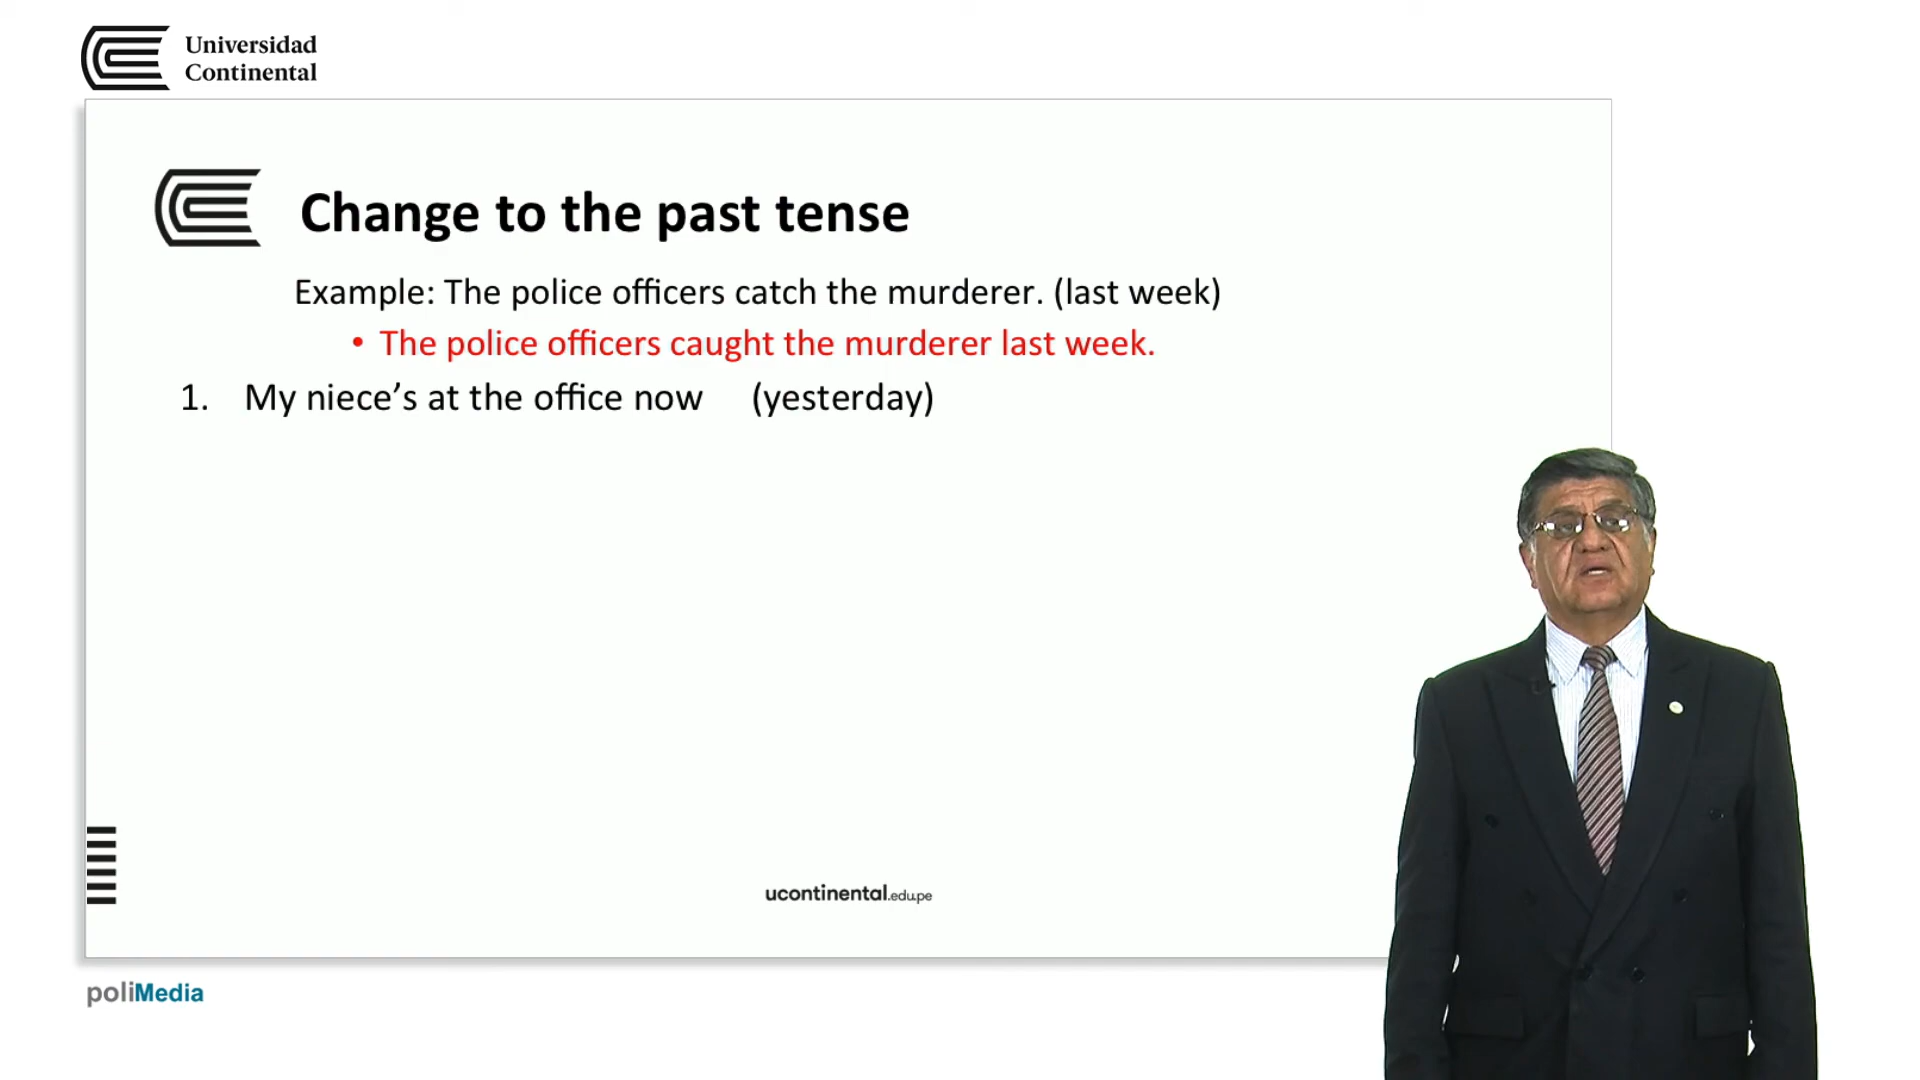 Universidad
Continental
Change to the past tense
Example: The police officers catch the murderer. (last week)
• The police officers caught the murderer last week.
1. My niece’s at the office now (yesterday)
ucontinental.edu.pe
poliMedia